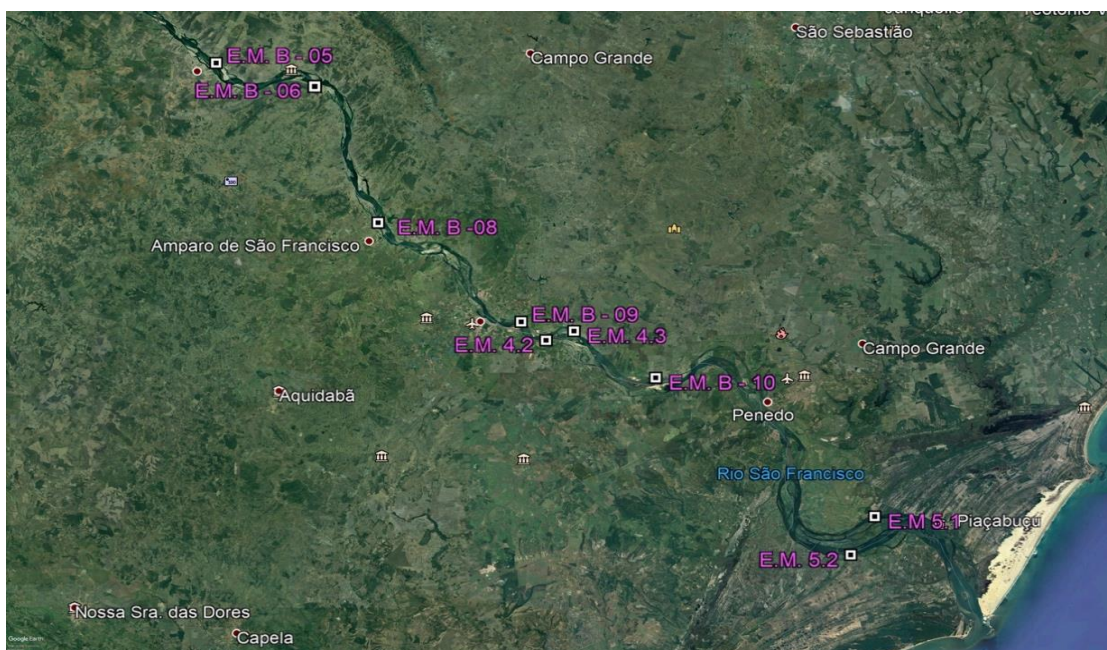 São Sebastião
Campo Grande
E.M. B - 05
E.M. B - 06
E.M. B -08
Amparo de São Francisco
E.M. B - 09
E.M. 4.3
E.M. 4.2
Campo Grande
E.M. B - 10
Aquidabã
Penedo
Rio São Francisco
E.M 5.1
Piaçabuçu
E.M. 5.2
Nossa Sra. das Dores
Capela
Google Earth